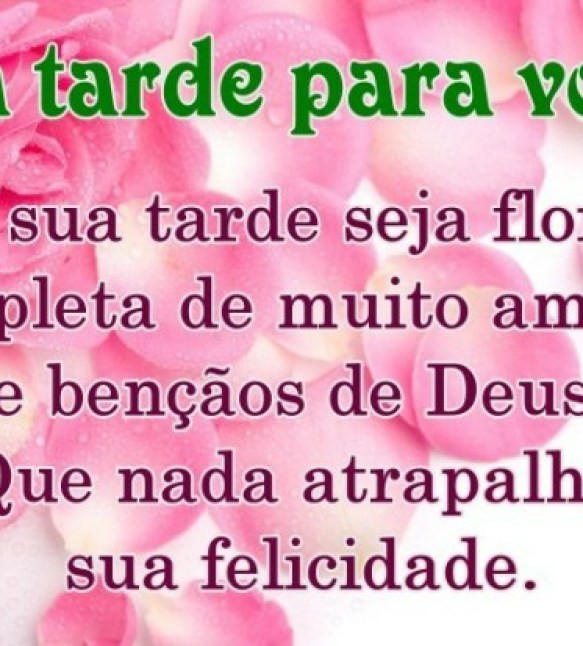 a tarde para vo
sua tarde seja flor
pleta de muito am
e bençãos de Deus
Que nada atrapalh
sua felicidade.